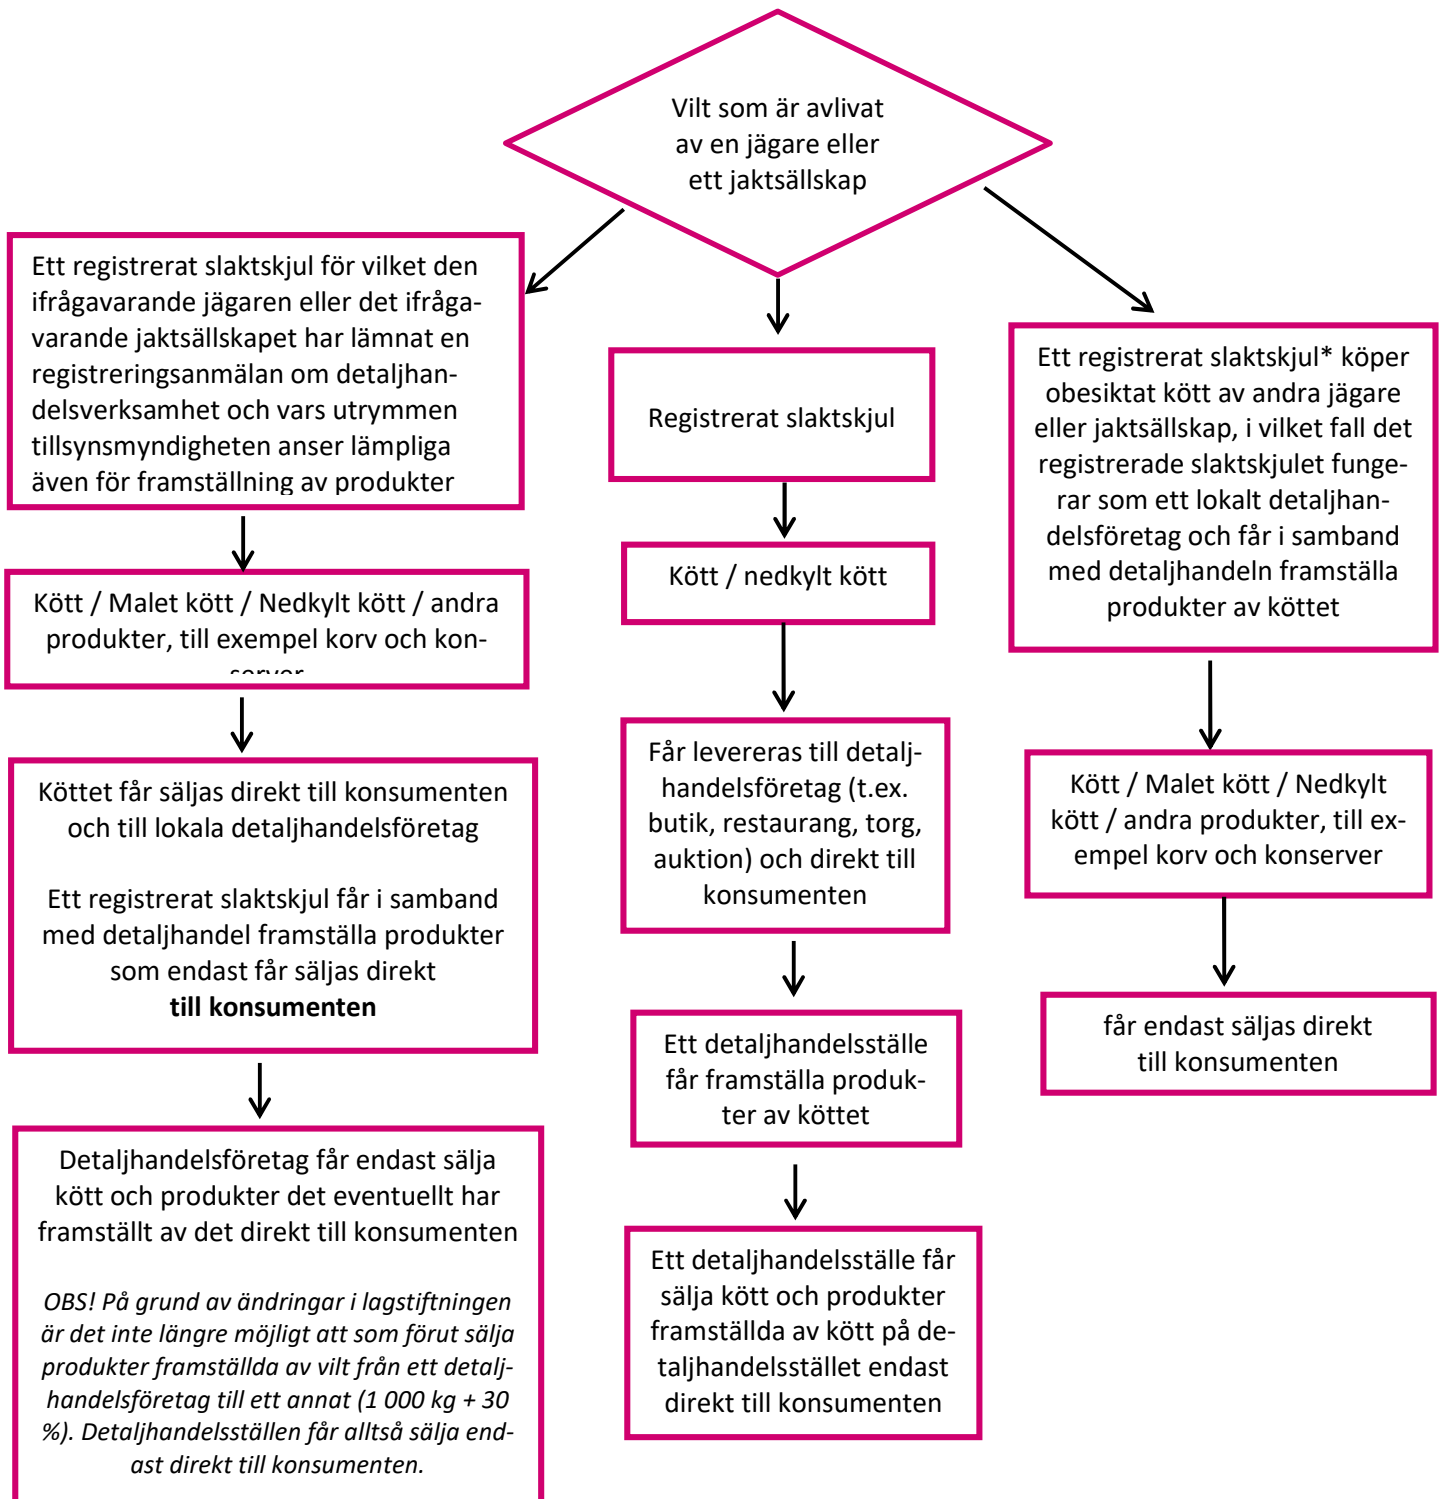 Vilt som är avlivat
av en jägare eller
ett jaktsällskap
Ett registrerat slaktskjul för vilket den
ifrågavarande jägaren eller det ifråga-
varande jaktsällskapet har lämnat en
registreringsanmälan om detaljhan-
delsverksamhet och vars utrymmen
tillsynsmyndigheten anser lämpliga
även för framställning av produkter
Kött / Malet kött / Nedkylt kött / andra
produkter, till exempel korv och kon-
server
Köttet får säljas direkt till konsumenten
och till lokala detaljhandelsföretag
Ett registrerat slaktskjul får i samband
med detaljhandel framställa produkter
som endast får säljas direkt
till konsumenten
Detaljhandelsföretag får endast sälja
kött och produkter det eventuellt har
framställt av det direkt till konsumenten
OBS! På grund av ändringar i lagstiftningen
är det inte längre möjligt att som förut sälja
produkter framställda av vilt från ett detalj-
handelsföretag till ett annat (1 000 kg + 30
%). Detaljhandelsställen får alltså sälja end-
ast direkt till konsumenten.
Registrerat slaktskjul
Kött / nedkylt kött
Får levereras till detalj-
handelsföretag (t.ex.
butik, restaurang, torg,
auktion) och direkt till
konsumenten
Ett detaljhandelsställe
får framställa produk-
ter av köttet
Ett detaljhandelsställe får
sälja kött och produkter
framställda av kött på de-
taljhandelsstället endast
direkt till konsumenten
Ett registrerat slaktskjul* köper
obesiktat kött av andra jägare
eller jaktsällskap, i vilket fall det
registrerade slaktskjulet funge-
rar som ett lokalt detaljhan-
delsföretag och får i samband
med detaljhandeln framställa
produkter av köttet
Kött / Malet kött / Nedkylt
kött / andra produkter, till ex-
empel korv och konserver
får endast säljas direkt
till konsumenten